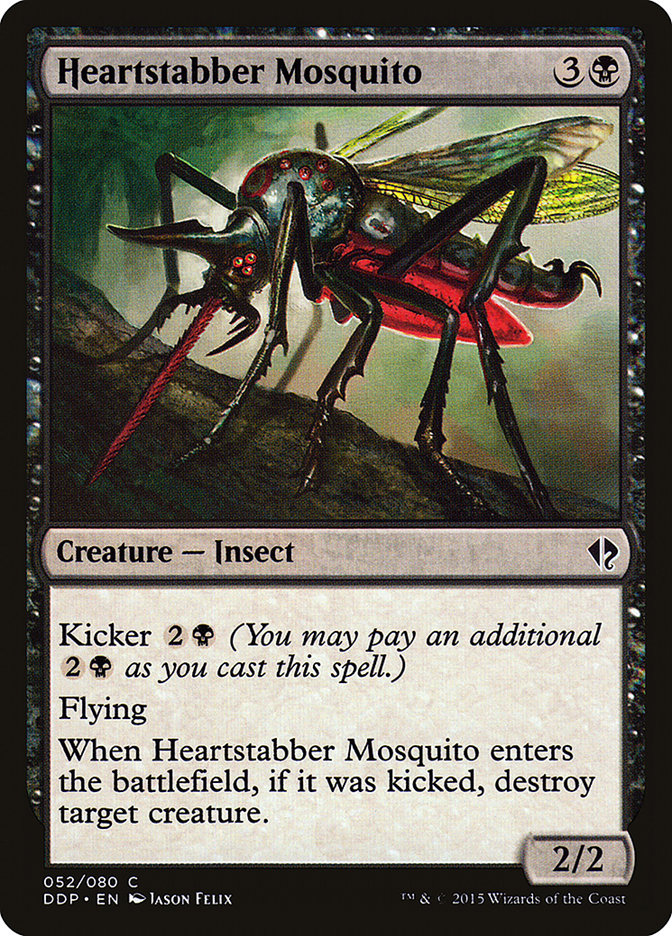 Heartstabber Mosquito 3
Creature — Insect
Kicker 2 (You may pay an additional
2 as you cast this spell.)
Flying
When Heartstabber Mosquito enters
the battlefield, if it was kicked, destroy
target creature.
2/2
052/080 C
DDP • EN Jason Felix
™ & © 2015 Wizards of the Coast